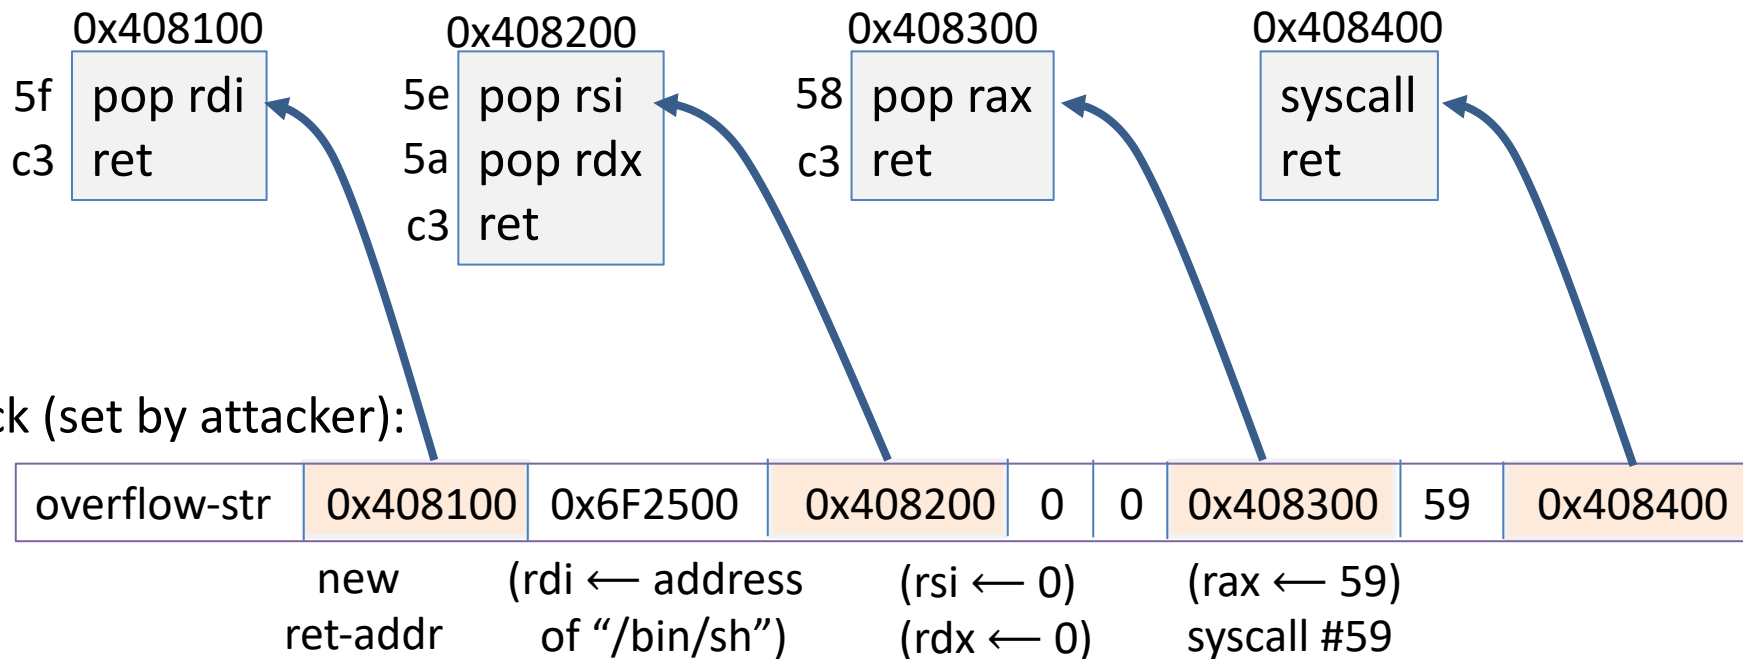 0x408100 0x408200 0x408300 0x408400
5f pop rdi 5e pop rsi 58 pop rax syscall
c3 ret 5a pop rdx c3 ret ret
c3 ret
ck (set by attacker):
overflow-str 0x408100 0x6F2500 0x408200 0 0 0x408300 59 0x408400
new (rdi ⟵ address (rsi ⟵ 0) (rax ⟵ 59)
ret-addr of “/bin/sh”) (rdx ⟵ 0) syscall #59